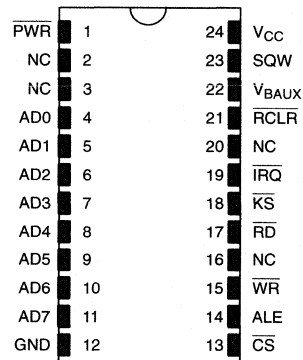 PWR 1 24 VCC
NC 2 23 SQW
NC 3 22 VBAUX
AD0 4 21 RCLR
AD1 5 20 NC
AD2 6 19 IRQ
AD3 7 18 KS
AD4 8 17 RD
AD5 9 16 NC
AD6 10 15 WR
AD7 11 14 ALE
GND 12 13 CS